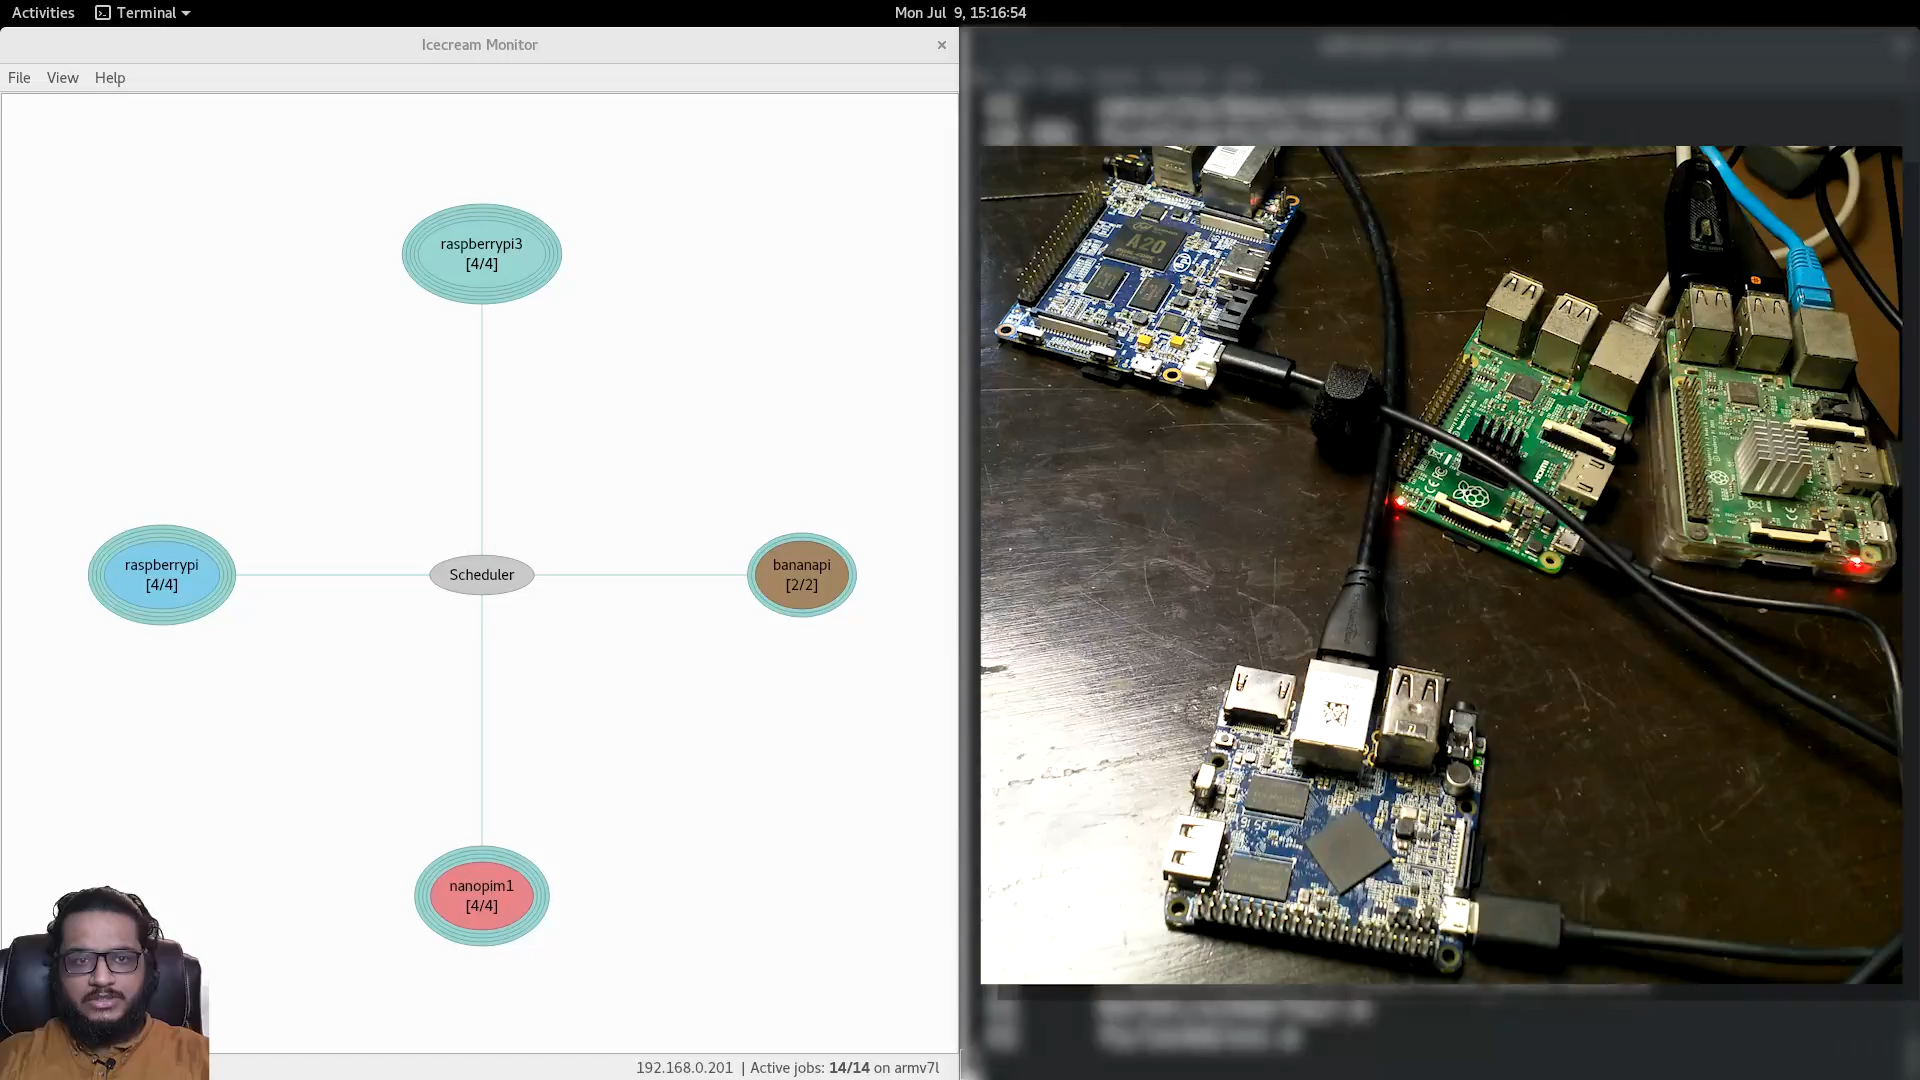 Activities
Terminal
Mon Jul 9, 15:16:54
Icecream Monitor
File View Help
raspberrypi3
[4/4]
raspberrypi
[4/4]
Scheduler
bananapi
[2/2]
nanopim1
[4/4]
192.168.0.201 | Active jobs: 14/14 on armv7l
A20
HDMI